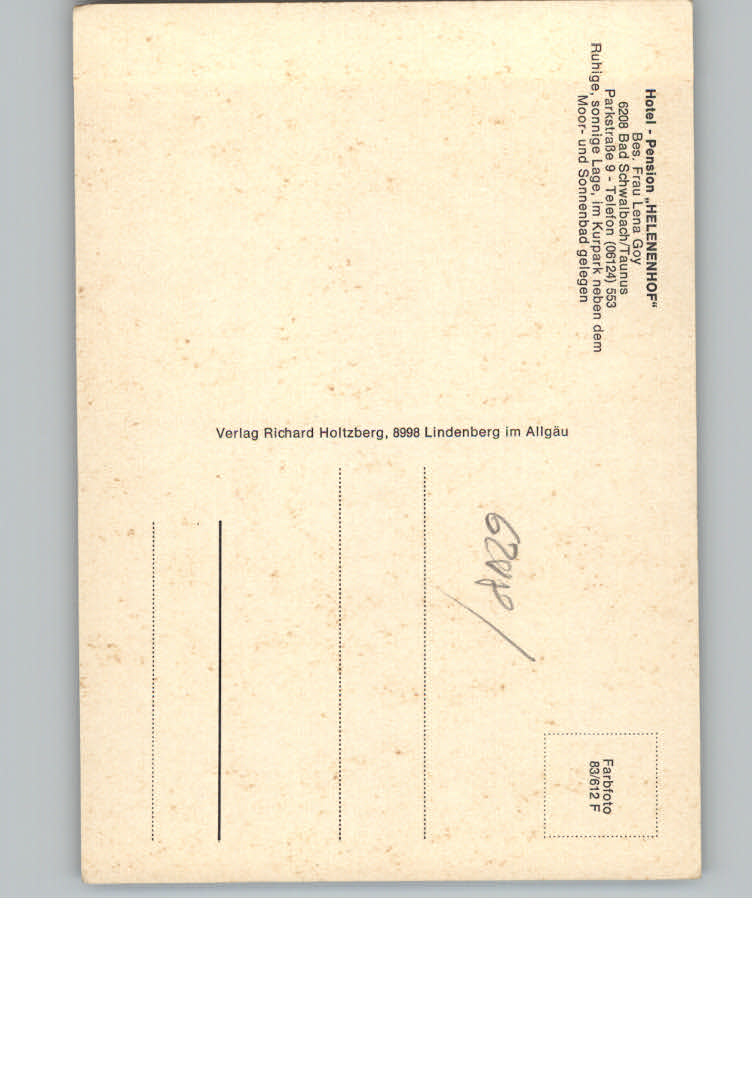 Hotel - Pension „HELENENHOF“
Bes. Frau Lena Goy
6208 Bad Schwalbach/Taunus
Parkstraße 9 - Telefon (06124) 553
Ruhige, sonnige Lage, im Kurpark neben dem
Moor- und Sonnenbad gelegen
Verlag Richard Holtzberg, 8998 Lindenberg im Allgäu
Farbfoto
83/612 F